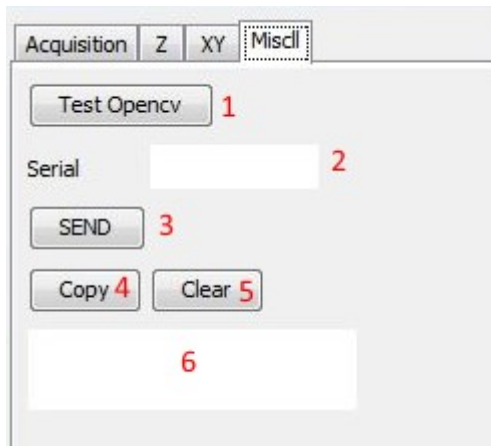 Acquisition Z XY Miscll
Test Opencv 1
Serial 2
SEND 3
Copy 4 Clear 5
6